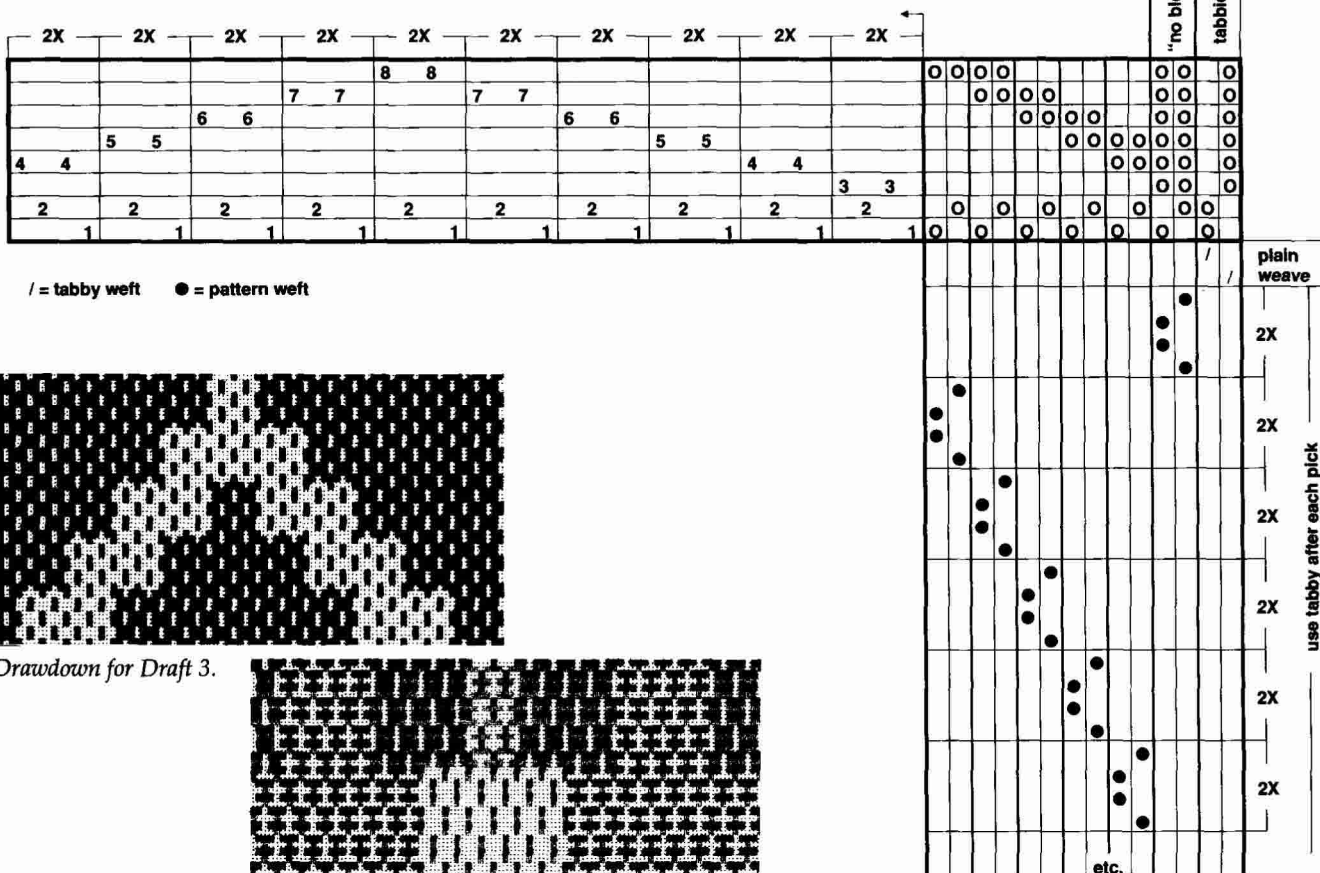 2X 2X 2X 2X 2X 2X 2X 2X 2X 2X
"no
tabbie
8 8 O O O O O O O
7 7 7 7 O O O O O O O
6 6 6 6 O O O O O O O
5 5 5 5 O O O O O O O
4 4 4 4 O O O O O
3 3 O O O
2 2 2 2 2 2 2 2 2 2 O O O O O O O
1 1 1 1 1 1 1 1 1 1 O O O O O O O
/ = tabby weft ● = pattern weft
/ plain
/ weave
2X
2X
2X
2X
2X
2X
use tabby after each pick
etc.
Drawdown for Draft 3.